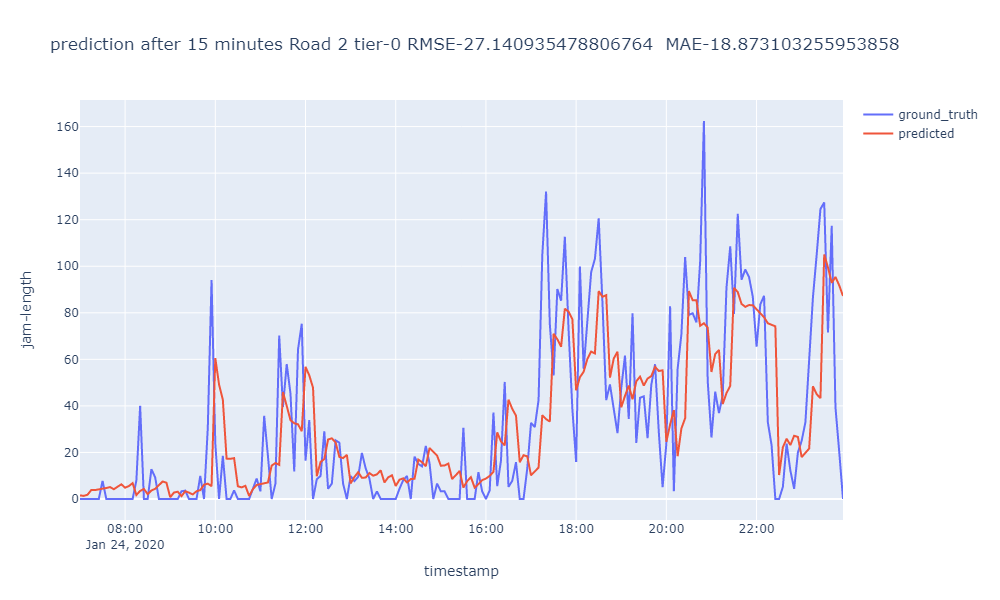 prediction after 15 minutes Road 2 tier-0 RMSE-27.140935478806764  MAE-18.873103255953858
ground_truth
predicted
160
140
120
100
80
60
40
20
0
jam-length
08:00 10:00 12:00 14:00 16:00 18:00 20:00 22:00
Jan 24, 2020
timestamp